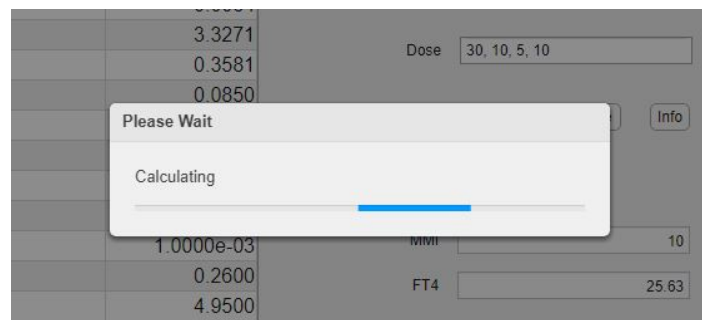 3.3271
Dose 30, 10, 5, 10
0.3581
0.0850
Please Wait
Info
Calculating
MMI 10
1.0000e-03
0.2600
FT4 25.63
4.9500